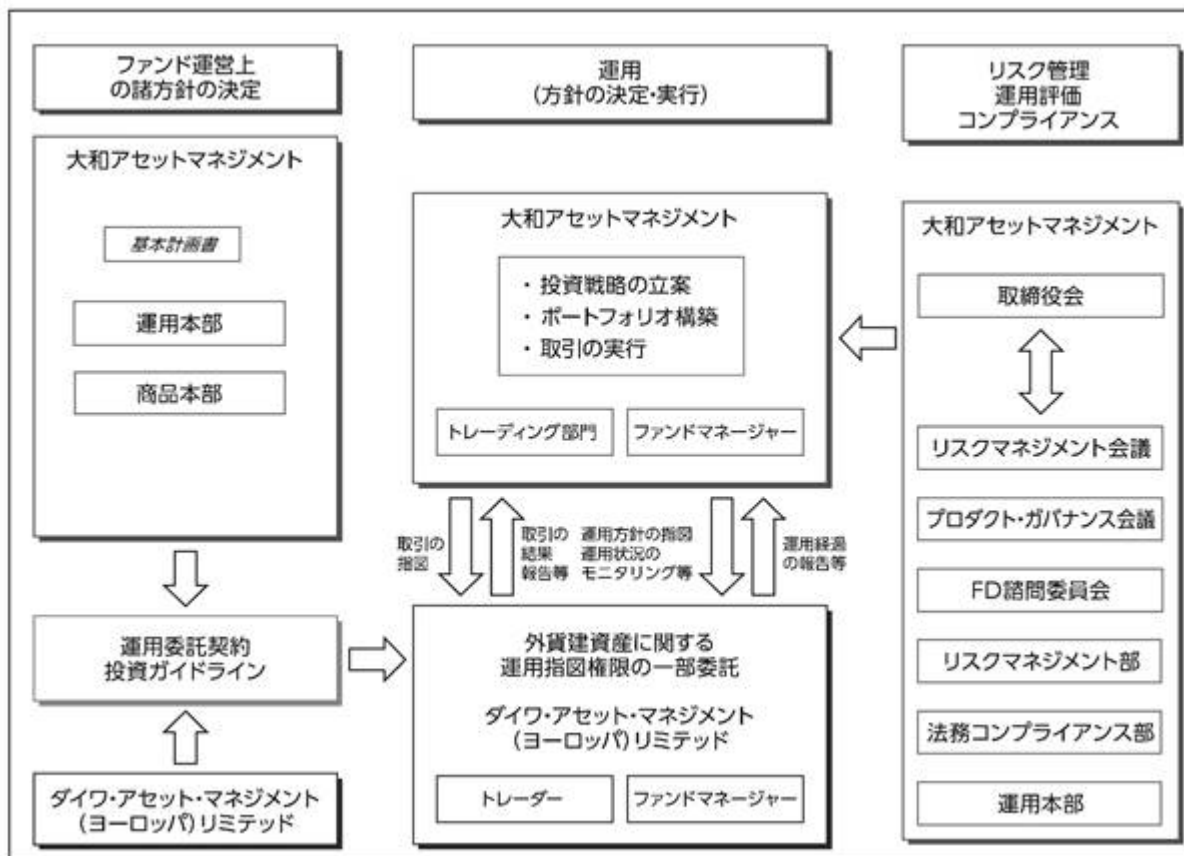 ファンド運営上
の諸方針の決定
大和アセットマネジメント
基本計画書
運用本部
商品本部
運用委託契約
投資ガイドライン
ダイワ・アセット・マネジメント
(ヨーロッパ)リミテッド
運用
(方針の決定・実行)
大和アセットマネジメント
・ 投資戦略の立案
・ ポートフォリオ構築
・ 取引の実行
トレーディング部門
ファンドマネージャー
取引の
指図
取引の
結果
報告等
運用方針の指図
運用状況の
モニタリング等
運用経過
の報告等
外貨建資産に関する
運用指図権限の一部委託
ダイワ・アセット・マネジメント
(ヨーロッパ)リミテッド
トレーダー
ファンドマネージャー
リスク管理
運用評価
コンプライアンス
大和アセットマネジメント
取締役会
リスクマネジメント会議
プロダクト・ガバナンス会議
FD諮問委員会
リスクマネジメント部
法務コンプライアンス部
運用本部